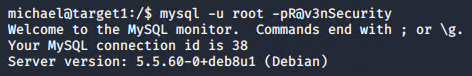 michael@target1:/$ mysql -u root -pR@v3nSecurity
Welcome to the MySQL monitor.  Commands end with ; or \g.
Your MySQL connection id is 38
Server version: 5.5.60-0+deb8u1 (Debian)